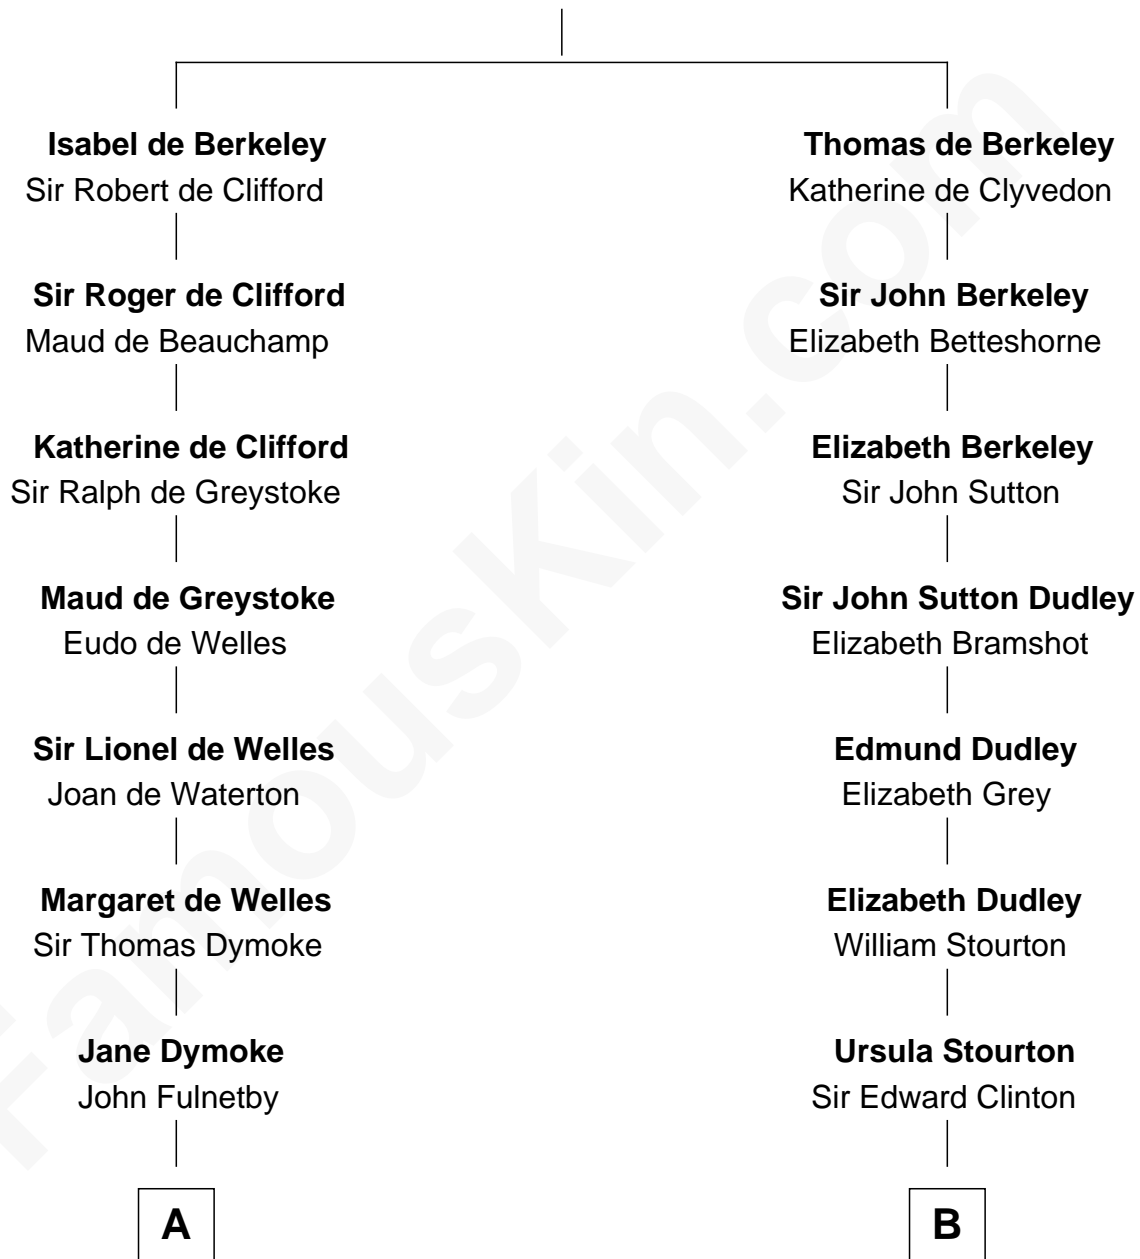 Isabel de Berkeley
Sir Robert de Clifford
Sir Roger de Clifford
Maud de Beauchamp
Katherine de Clifford
Sir Ralph de Greystoke
Maud de Greystoke
Eudo de Welles
Sir Lionel de Welles
Joan de Waterton
Margaret de Welles
Sir Thomas Dymoke
Jane Dymoke
John Fulnetby
A
Thomas de Berkeley
Katherine de Clyvedon
Sir John Berkeley
Elizabeth Betteshorne
Elizabeth Berkeley
Sir John Sutton
Sir John Sutton Dudley
Elizabeth Bramshot
Edmund Dudley
Elizabeth Grey
Elizabeth Dudley
William Stourton
Ursula Stourton
Sir Edward Clinton
B
FamousKin.com